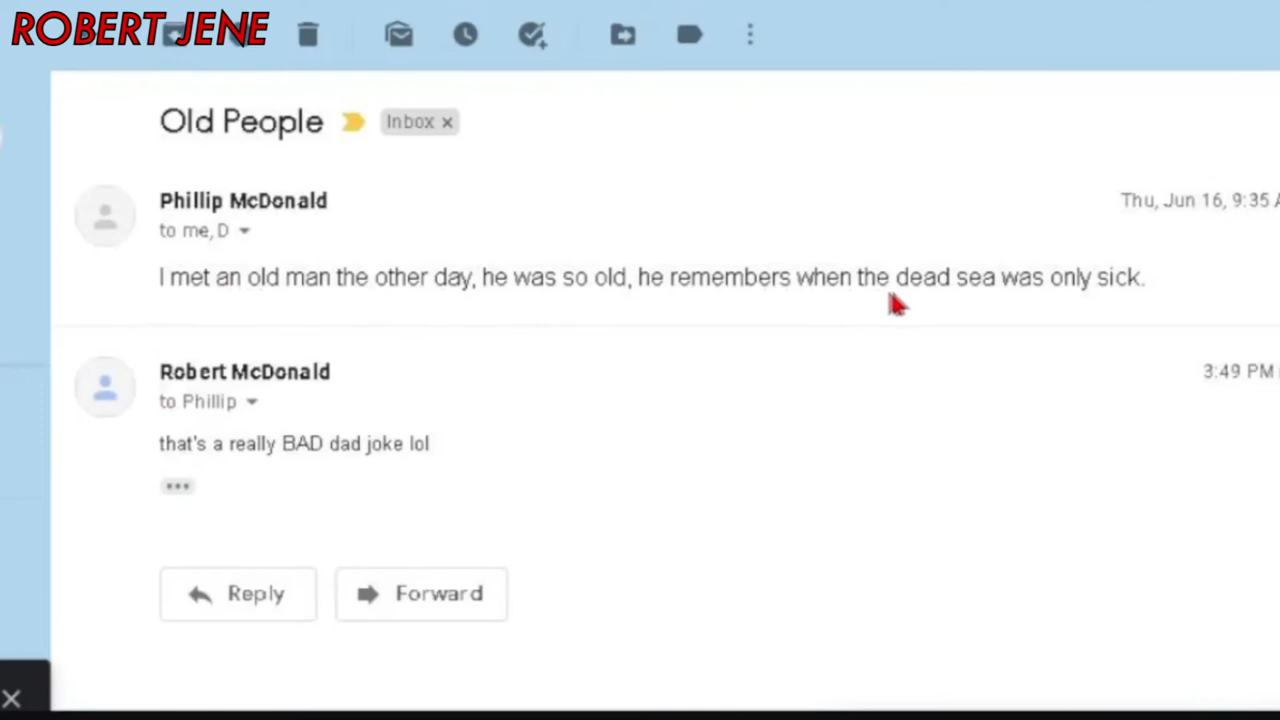 ROBERT JENE
Old People Inbox ×
Phillip McDonald Thu, Jun 16, 9:35
to me, D
I met an old man the other day, he was so old, he remembers when the dead sea was only sick.
Robert McDonald 3:49 PM
to Phillip
that's a really BAD dad joke lol
Reply Forward